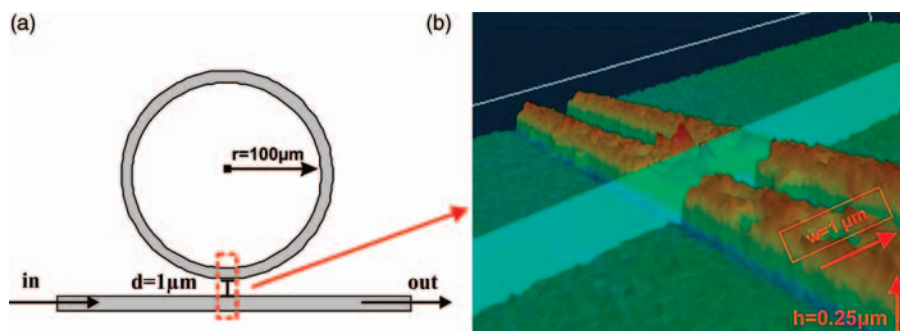 (a)
r=100µm
d=1µm
in
out
(b)
w=1 µm
h=0.25µm